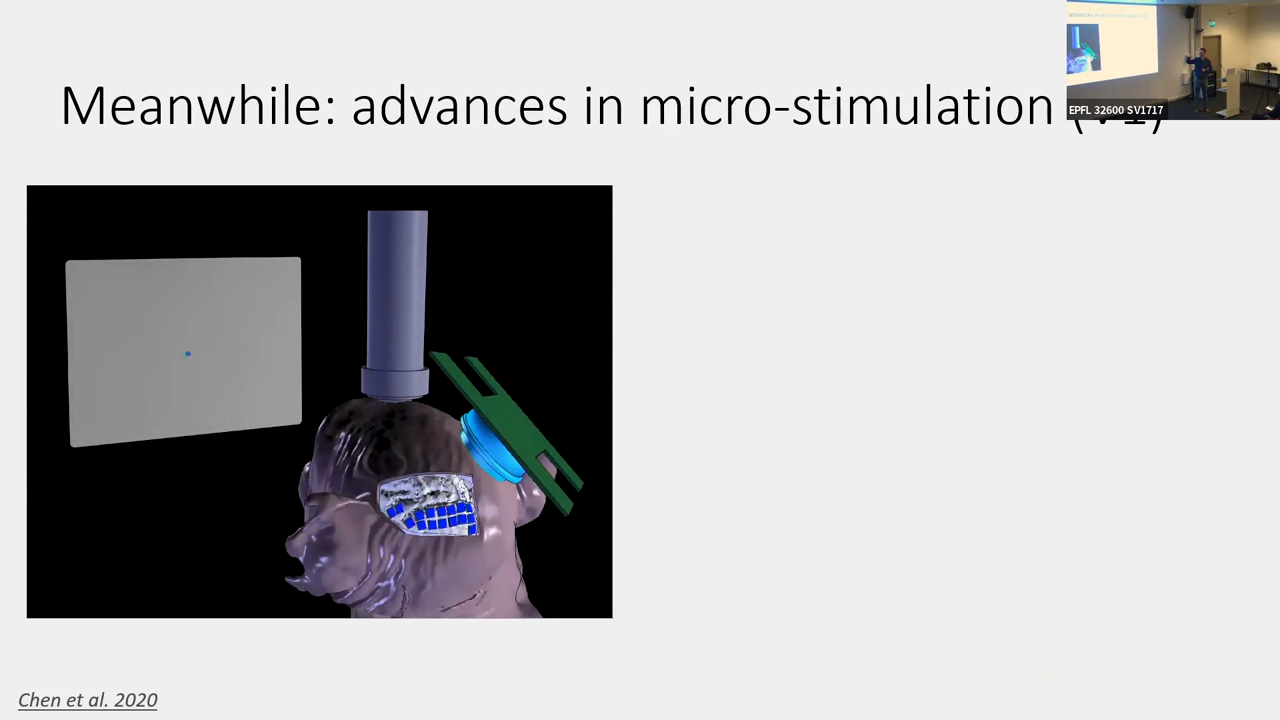 Meanwhile: advances in micro-stimulation
EPFL 32600 SV1717
Chen et al. 2020